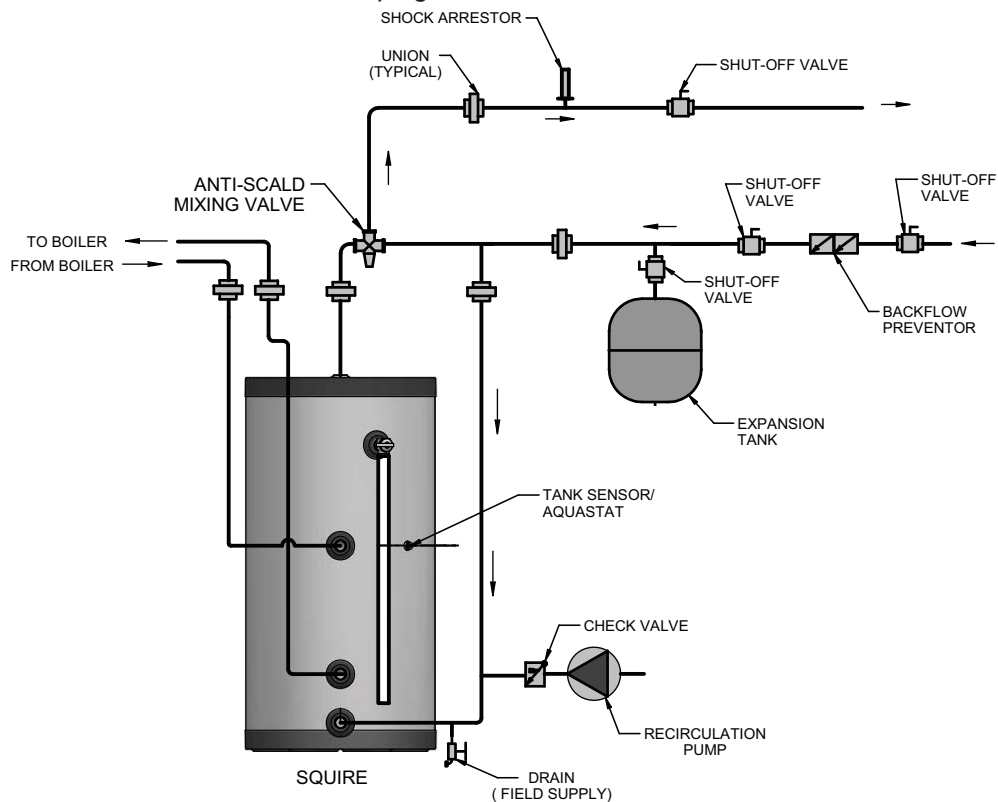 SHOCK ARRESTOR
UNION
(TYPICAL)
SHUT-OFF VALVE
ANTI-SCALD
MIXING VALVE
SHUT-OFF
VALVE
SHUT-OFF
VALVE
TO BOILER
FROM BOILER
SHUT-OFF
VALVE
BACKFLOW
PREVENTOR
EXPANSION
TANK
TANK SENSOR/
AQUASTAT
CHECK VALVE
RECIRCULATION
PUMP
SQUIRE
DRAIN
( FIELD SUPPLY)